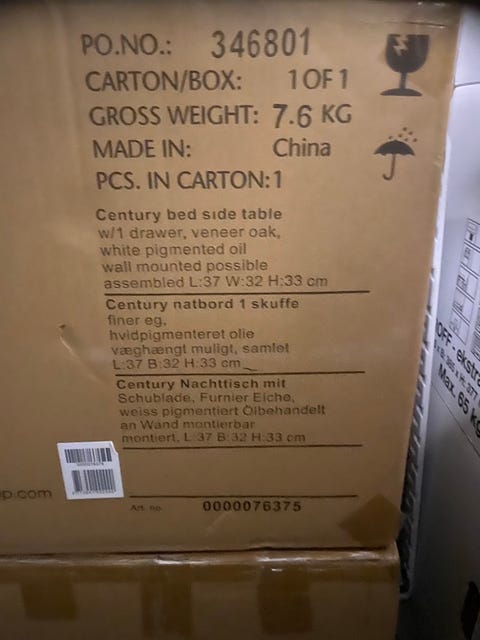 PO.NO.: 346801
CARTON/BOX: 1 OF 1
GROSS WEIGHT: 7.6 KG
MADE IN: China
PCS. IN CARTON:1
Century bed side table
w/1 drawer, veneer oak,
white pigmented oil
wall mounted possible
assembled L:37 W:32 H:33 cm
Century natbord 1 skuffe
finer eg,
hvidpigmenteret olie
væghængt muligt, samlet
L:37 B:32 H:33 cm
Century Nachttisch mit
Schublade, Furnier Eiche,
weiss pigmentiert Ölbehandelt
an Wand montierbar
montiert, L:37 B:32 H:33 cm
p.com
Art. no. 0000076375
OFF
ekstra
Max. 65 kg